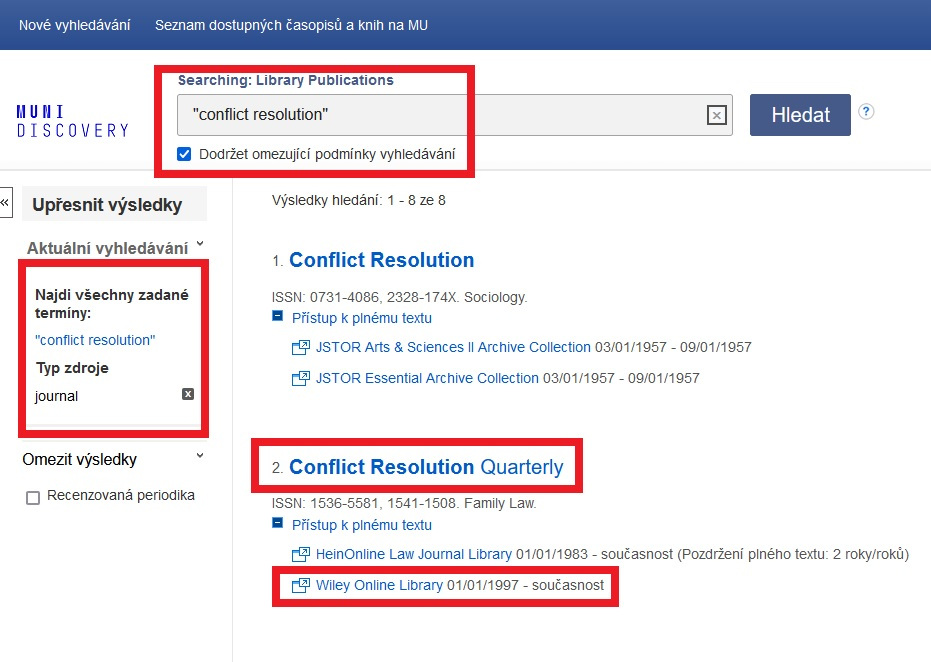 Nové vyhledávání Seznam dostupných časopisů a knih na MU
MUNI
DISCOVERY
Searching: Library Publications
"conflict resolution"
Hledat
?
Dodržet omezující podmínky vyhledávání
«
Upřesnit výsledky
Aktuální vyhledávání
Najdi všechny zadané
termíny:
"conflict resolution"
Typ zdroje
journal
Omezit výsledky
Recenzovaná periodika
Výsledky hledání: 1 - 8 ze 8
1. Conflict Resolution
ISSN: 0731-4086, 2328-174X. Sociology.
Přístup k plnému textu
JSTOR Arts & Sciences II Archive Collection 03/01/1957 - 09/01/1957
JSTOR Essential Archive Collection 03/01/1957 - 09/01/1957
2. Conflict Resolution Quarterly
ISSN: 1536-5581, 1541-1508. Family Law.
Přístup k plnému textu
HeinOnline Law Journal Library 01/01/1983 - současnost (Pozdržení plného textu: 2 roky/roků)
Wiley Online Library 01/01/1997 - současnost